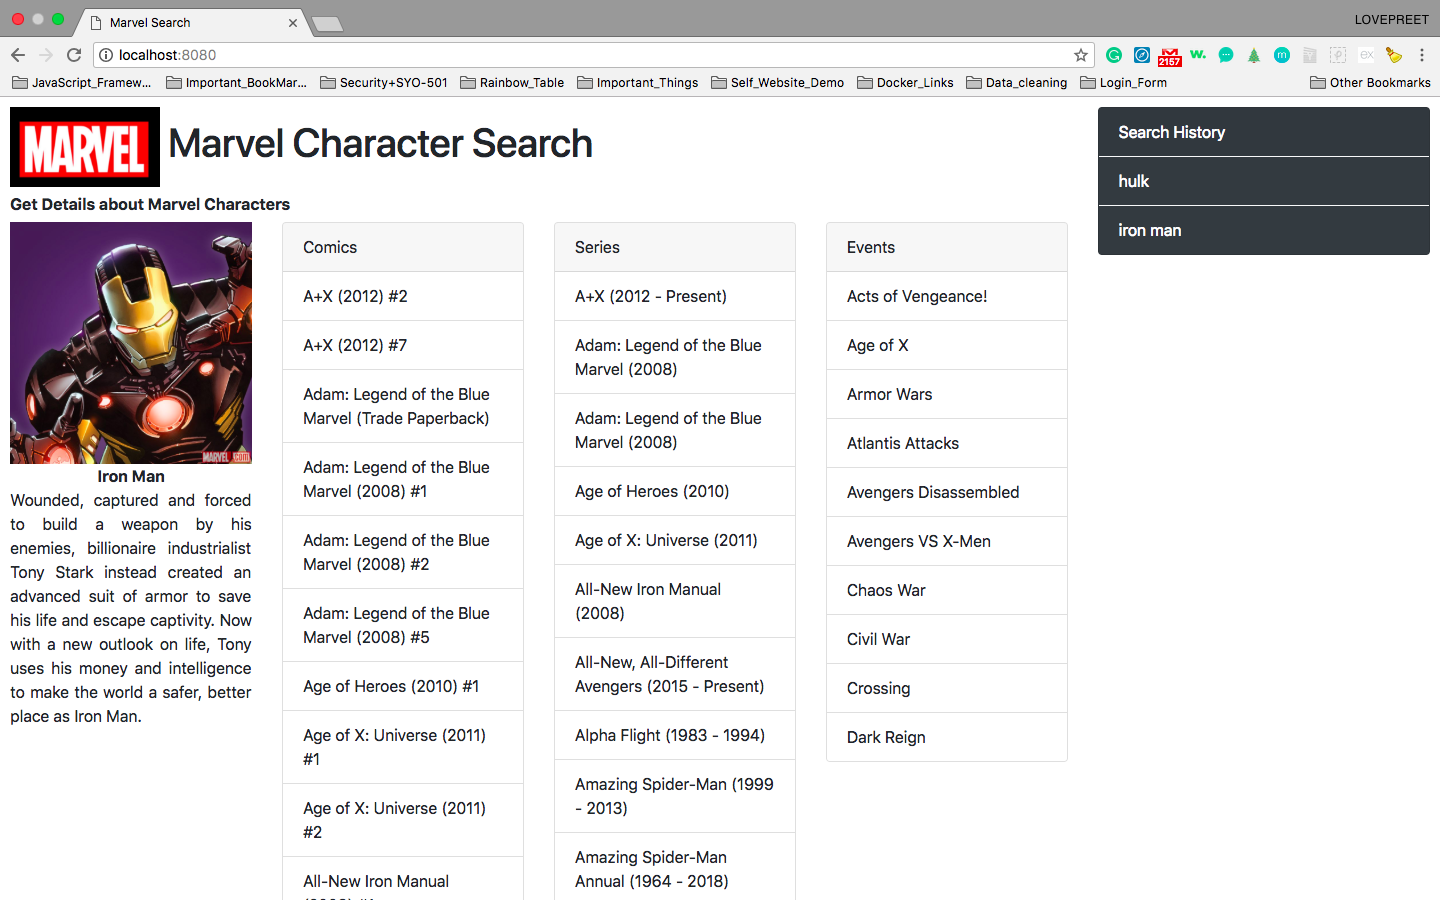 Marvel Search
LOVEPREET
localhost:8080
2157
JavaScript_Framew...
Important_BookMar...
Security+SYO-501
Rainbow_Table
Important_Things
Self_Website_Demo
Docker_Links
Data_cleaning
Login_Form
Other Bookmarks
MARVEL
Marvel Character Search
Get Details about Marvel Characters
Iron Man
Wounded, captured and forced
to build a weapon by his
enemies, billionaire industrialist
Tony Stark instead created an
advanced suit of armor to save
his life and escape captivity. Now
with a new outlook on life, Tony
uses his money and intelligence
to make the world a safer, better
place as Iron Man.
Comics
A+X (2012) #2
A+X (2012) #7
Adam: Legend of the Blue
Marvel (Trade Paperback)
Adam: Legend of the Blue
Marvel (2008) #1
Adam: Legend of the Blue
Marvel (2008) #2
Adam: Legend of the Blue
Marvel (2008) #5
Age of Heroes (2010) #1
Age of X: Universe (2011)
#1
Age of X: Universe (2011)
#2
All-New Iron Manual
Series
A+X (2012 - Present)
Adam: Legend of the Blue
Marvel (2008)
Adam: Legend of the Blue
Marvel (2008)
Age of Heroes (2010)
Age of X: Universe (2011)
All-New Iron Manual
(2008)
All-New, All-Different
Avengers (2015 - Present)
Alpha Flight (1983 - 1994)
Amazing Spider-Man (1999
- 2013)
Amazing Spider-Man
Annual (1964 - 2018)
Events
Acts of Vengeance!
Age of X
Armor Wars
Atlantis Attacks
Avengers Disassembled
Avengers VS X-Men
Chaos War
Civil War
Crossing
Dark Reign
Search History
hulk
iron man